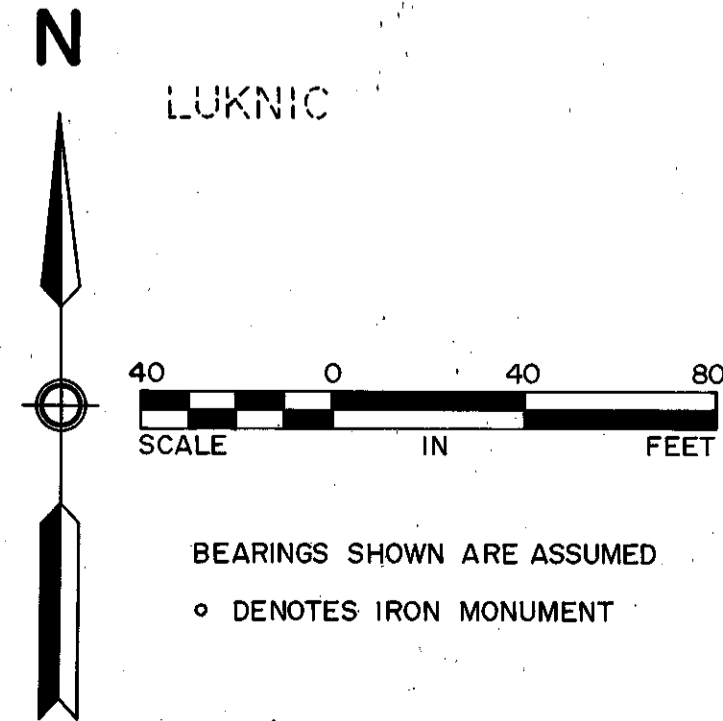 N
LUKNIC
40 0 40 80
SCALE IN FEET
BEARINGS SHOWN ARE ASSUMED
o DENOTES IRON MONUMENT